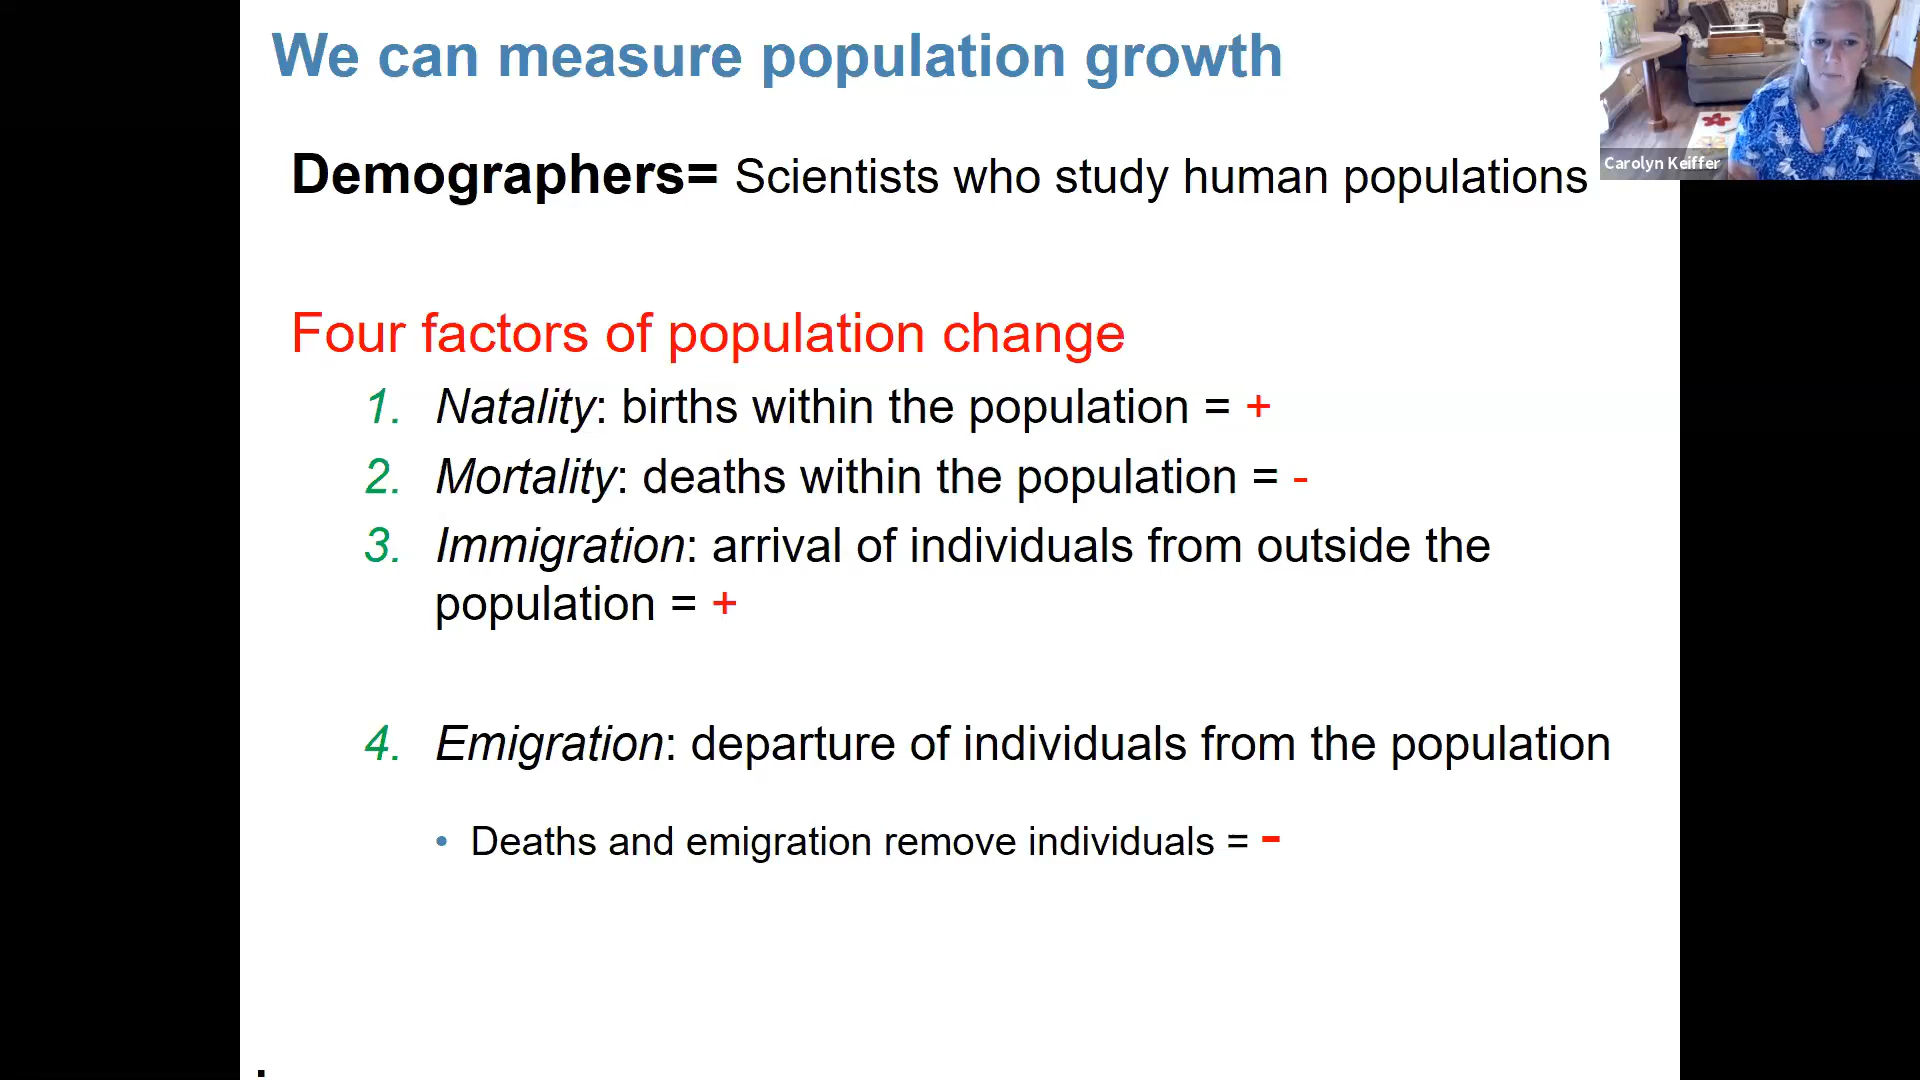 We can measure population growth
Carolyn Keiffer
Demographers= Scientists who study human populations
Four factors of population change
1. Natality: births within the population = +
2. Mortality: deaths within the population = -
3. Immigration: arrival of individuals from outside the
population = +
4. Emigration: departure of individuals from the population
• Deaths and emigration remove individuals = -
.